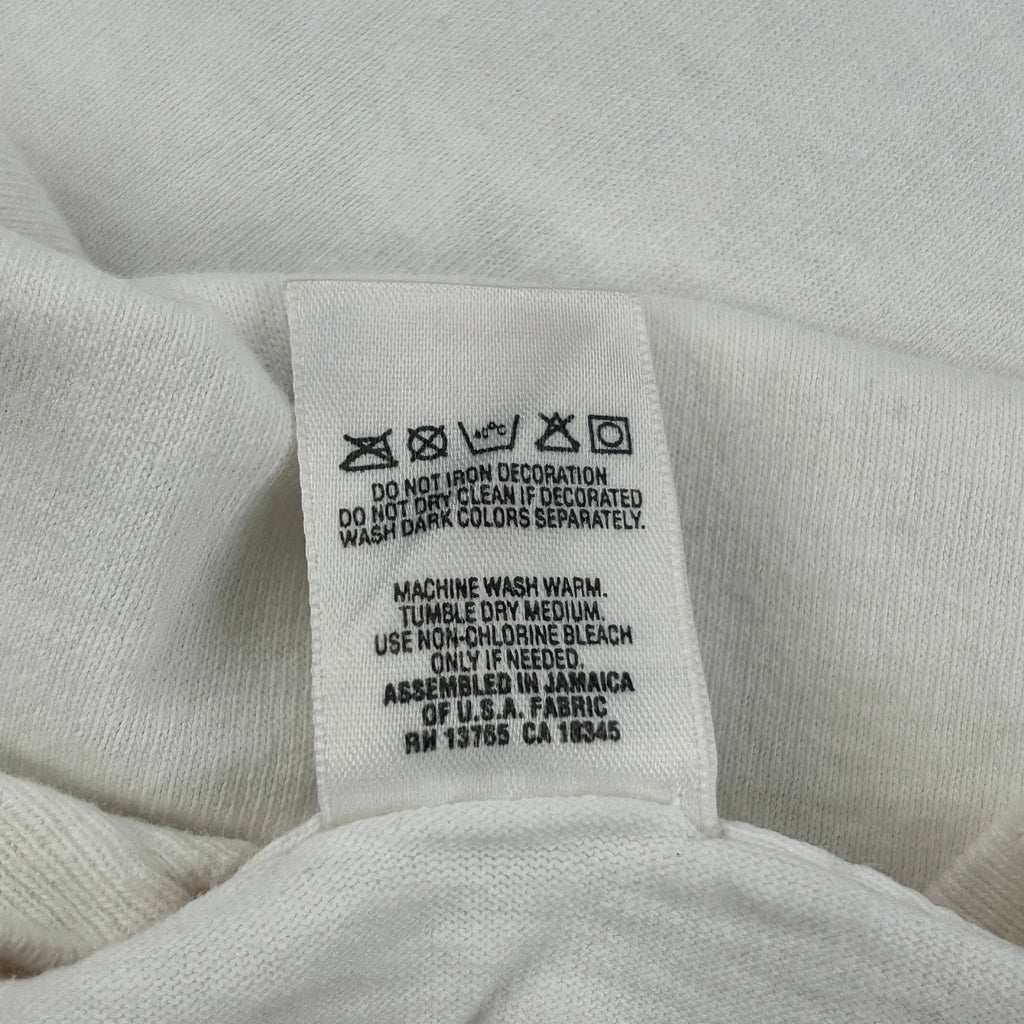 40°C
DO NOT IRON DECORATION
DO NOT DRY CLEAN IF DECORATED
WASH DARK COLORS SEPARATELY.
MACHINE WASH WARM.
TUMBLE DRY MEDIUM.
USE NON-CHLORINE BLEACH
ONLY IF NEEDED.
ASSEMBLED IN JAMAICA
OF U.S.A. FABRIC
RN 13765 CA 18345